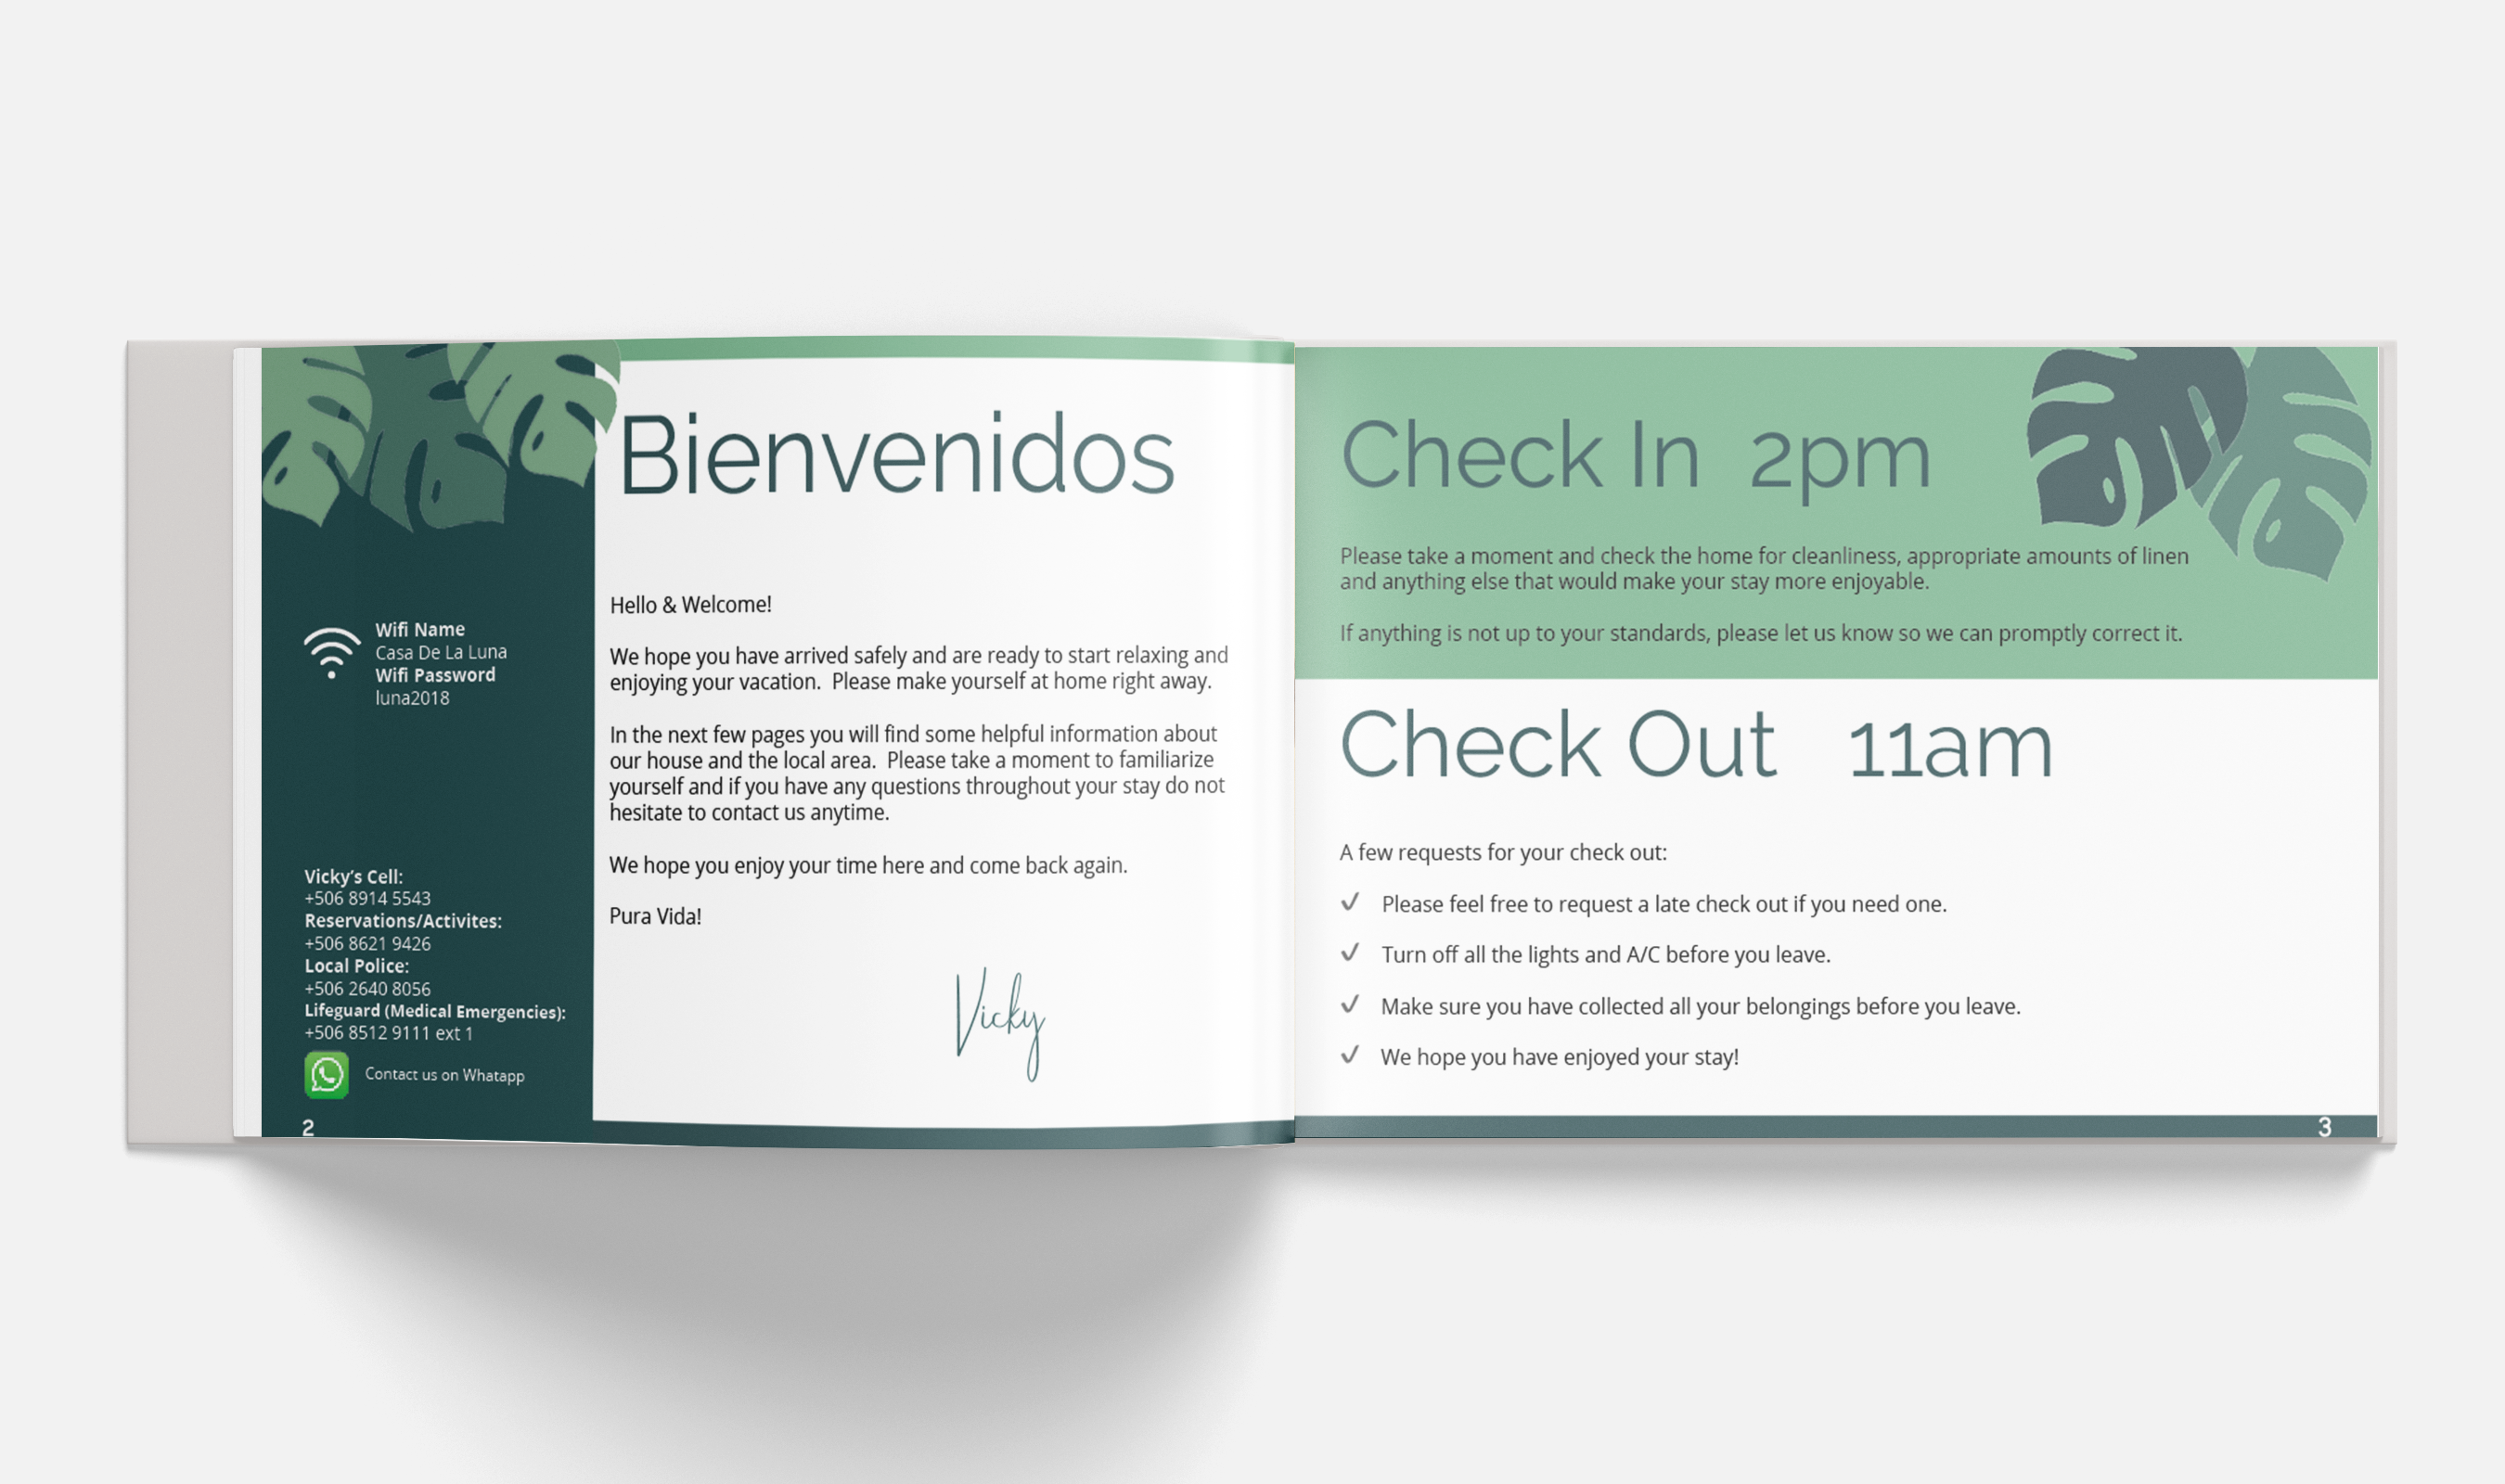 Bienvenidos
Wifi Name
Casa De La Luna
Wifi Password
luna2018
Vicky's Cell:
+506 8914 5543
Reservations/Activites:
+506 8621 9426
Local Police:
+506 2640 8056
Lifeguard (Medical Emergencies):
+506 8512 9111 ext 1
Contact us on Whatapp
2
Hello & Welcome!
We hope you have arrived safely and are ready to start relaxing and
enjoying your vacation.  Please make yourself at home right away.
In the next few pages you will find some helpful information about
our house and the local area.  Please take a moment to familiarize
yourself and if you have any questions throughout your stay do not
hesitate to contact us anytime.
We hope you enjoy your time here and come back again.
Pura Vida!
Vicky
Check In  2pm
Please take a moment and check the home for cleanliness, appropriate amounts of linen
and anything else that would make your stay more enjoyable.
If anything is not up to your standards, please let us know so we can promptly correct it.
Check Out  11am
A few requests for your check out:
✓ Please feel free to request a late check out if you need one.
✓ Turn off all the lights and A/C before you leave.
✓ Make sure you have collected all your belongings before you leave.
✓ We hope you have enjoyed your stay!
3